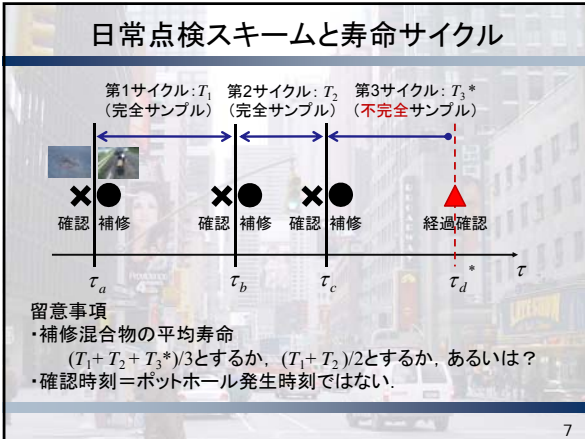 日常点検スキームと寿命サイクル
第1サイクル:T₁ 第2サイクル:T₂ 第3サイクル:T₃*
(完全サンプル) (完全サンプル) (不完全サンプル)
確認 補修 確認 補修 確認 補修 経過確認
τₐ τ_b τ_c τ_d* τ
留意事項
・補修混合物の平均寿命
(T₁+ T₂ + T₃*)/3とするか, (T₁+ T₂ )/2とするか, あるいは?
・確認時刻=ポットホール発生時刻ではない.
7